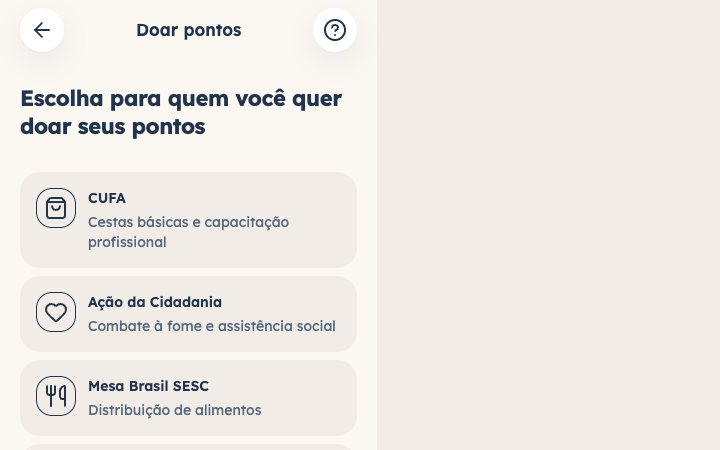 Doar pontos
Escolha para quem você quer
doar seus pontos
CUFA
Cestas básicas e capacitação
profissional
Ação da Cidadania
Combate à fome e assistência social
Mesa Brasil SESC
Distribuição de alimentos